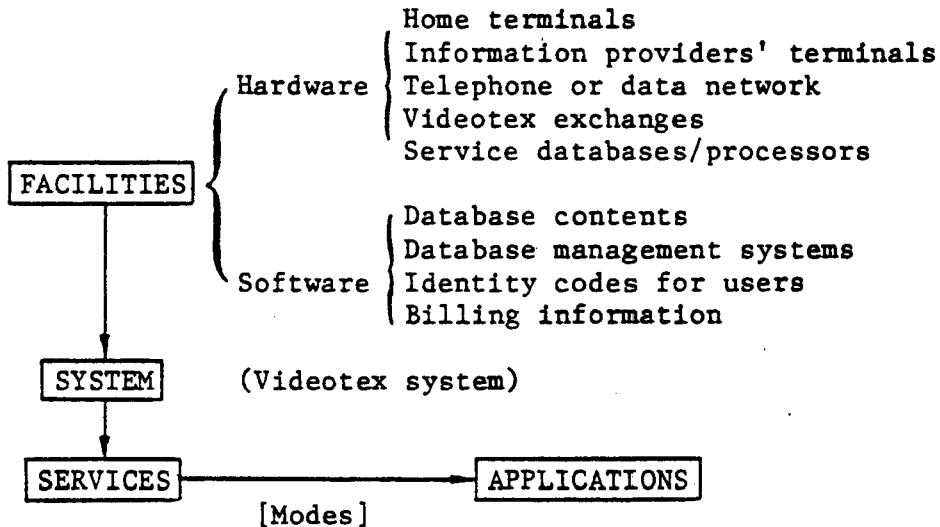 Home terminals
Information providers' terminals
Hardware
Telephone or data network
Videotex exchanges
Service databases/processors
FACILITIES
Database contents
Database management systems
Software
Identity codes for users
Billing information
SYSTEM
(Videotex system)
SERVICES
APPLICATIONS
[Modes]